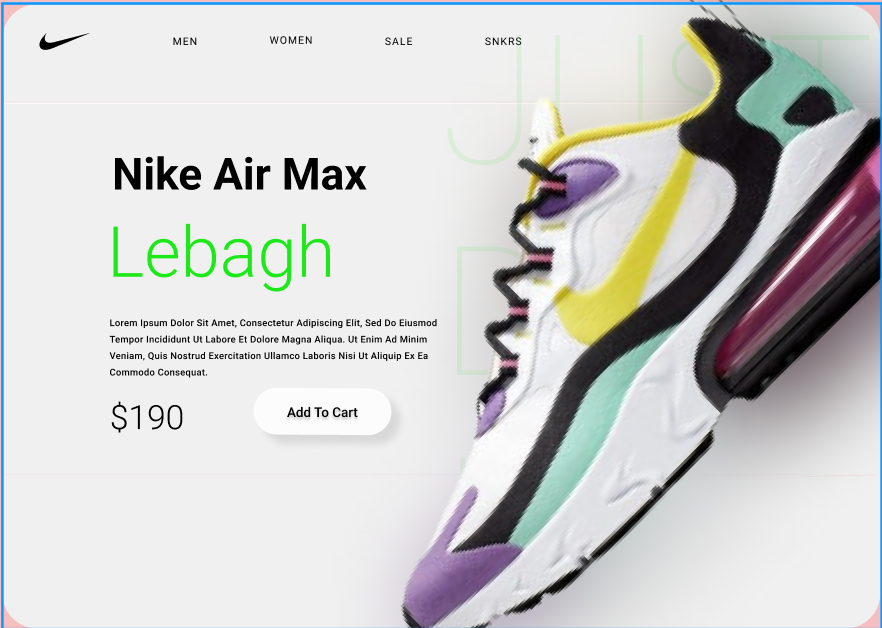 MEN WOMEN SALE SNKRS
JUST
Nike Air Max
Lebagh
D
Lorem Ipsum Dolor Sit Amet, Consectetur Adipiscing Elit, Sed Do Eiusmod
Tempor Incididunt Ut Labore Et Dolore Magna Aliqua. Ut Enim Ad Minim
Veniam, Quis Nostrud Exercitation Ullamco Laboris Nisi Ut Aliquip Ex Ea
Commodo Consequat.
$190
Add To Cart